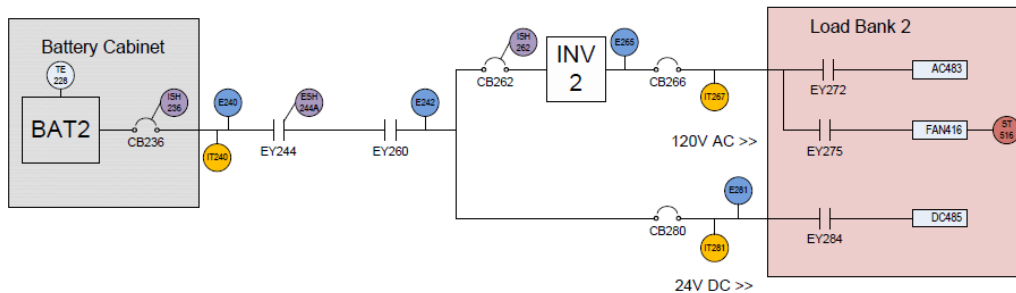 Battery Cabinet
TE
228
BAT2
ISH
236
CB236
E240
IT240
ESH
244A
EY244
EY260
E242
ISH
262
CB262
INV
2
E265
CB266
IT267
120V AC >>
Load Bank 2
EY272
AC483
EY275
FAN416
ST
516
CB280
E281
IT281
24V DC >>
EY284
DC485